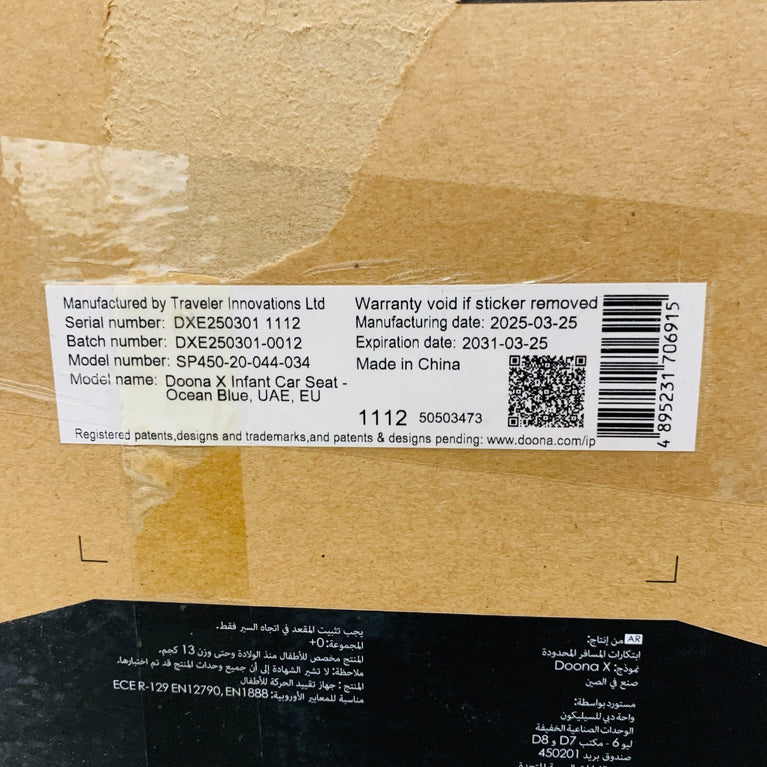 Manufactured by Traveler Innovations Ltd
Serial number: DXE250301 1112
Batch number: DXE250301-0012
Model number: SP450-20-044-034
Model name: Doona X Infant Car Seat -
Ocean Blue, UAE, EU
Warranty void if sticker removed
Manufacturing date: 2025-03-25
Expiration date: 2031-03-25
Made in China
1112 50503473
4 895231 706915
Registered patents,designs and trademarks,and patents & designs pending: www.doona.com/ip
AR من إنتاج:
ابتكارات المسافر المحدودة
نموذج: Doona X
صنع في الصين
مستورد بواسطة:
واحة دبي للسيليكون
الوحدات الصناعية الخفيفة
ليو 6 - مكتب D7 و D8
صندوق بريد 450201
يجب تثبيت المقعد في اتجاه السير فقط.
المجموعة: 0+
المنتج مخصص للأطفال منذ الولادة وحتى وزن 13 كجم.
ملاحظة: لا تشير الشهادة إلى أن جميع وحدات المنتج قد تم اختبارها.
المنتج : جهاز تقييد الحركة للأطفال
مناسبة للمعايير الأوروبية: ECE R-129 EN12790, EN1888